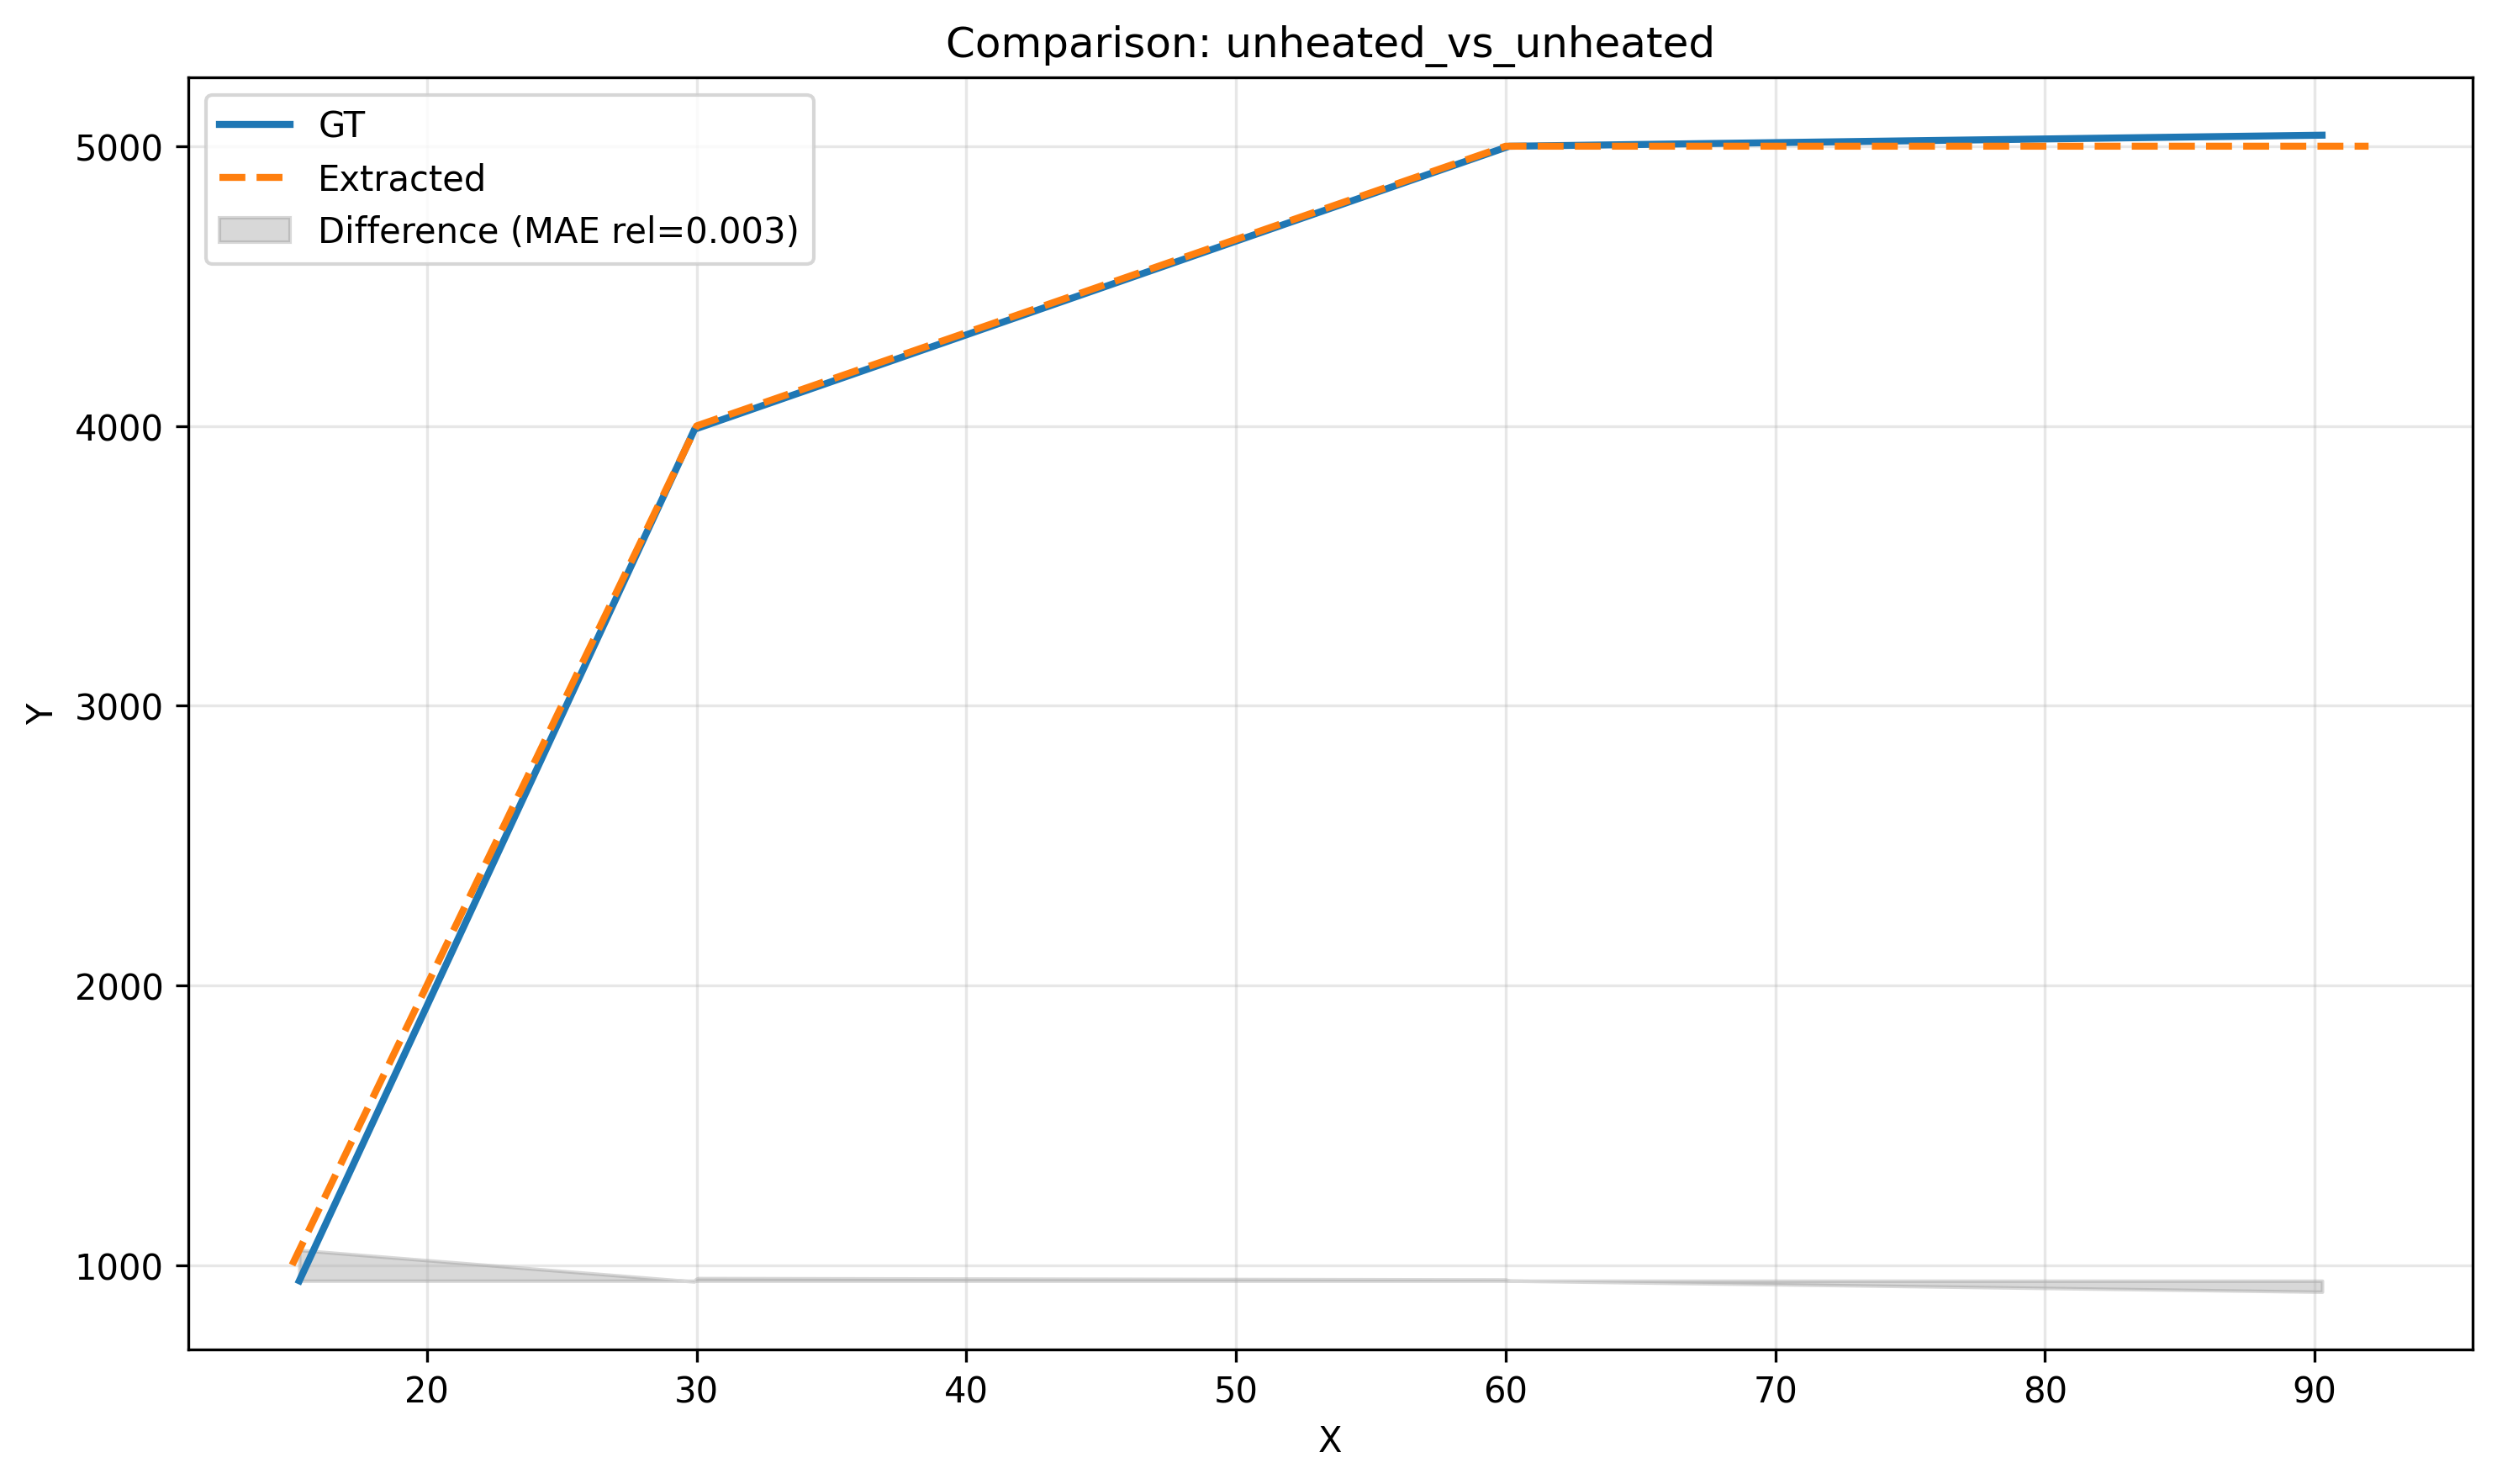 Comparison: unheated_vs_unheated
GT
Extracted
Difference (MAE rel=0.003)
5000
4000
3000
2000
1000
Y
20 30 40 50 60 70 80 90
X